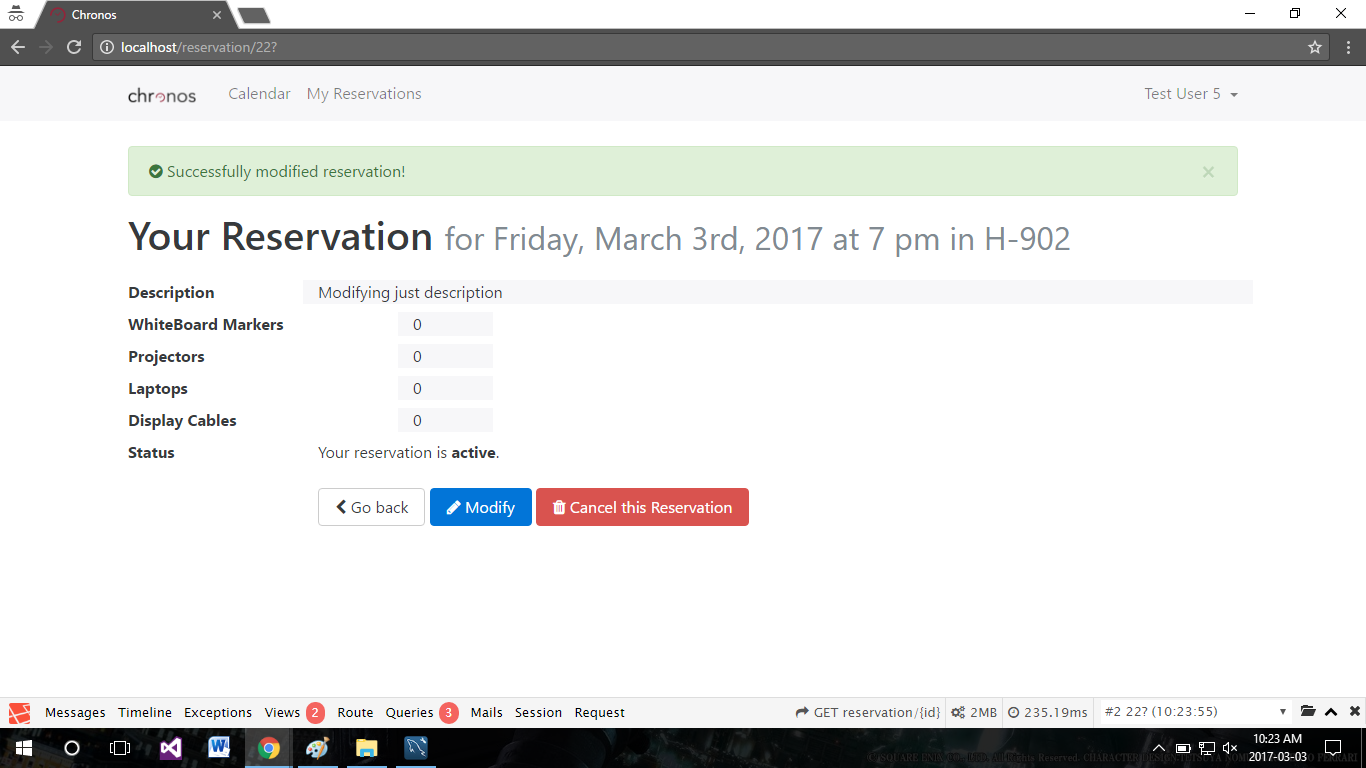 Chronos
localhost/reservation/22?
chronos Calendar My Reservations Test User 5
Successfully modified reservation! ×
Your Reservation for Friday, March 3rd, 2017 at 7 pm in H-902
Description Modifying just description
WhiteBoard Markers 0
Projectors 0
Laptops 0
Display Cables 0
Status Your reservation is active.
Go back Modify Cancel this Reservation
Messages Timeline Exceptions Views 2 Route Queries 3 Mails Session Request GET reservation/{id} 2MB 235.19ms #2 22? (10:23:55)
10:23 AM
2017-03-03